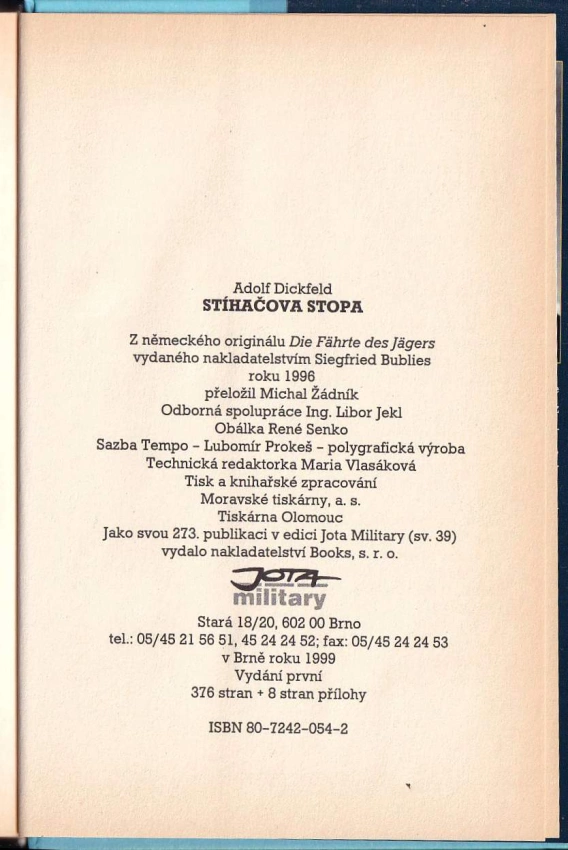 Adolf Dickfeld
STÍHAČOVA STOPA
Z německého originálu Die Fährte des Jägers
vydaného nakladatelstvím Siegfried Bublies
roku 1996
přeložil Michal Žádník
Odborná spolupráce Ing. Libor Jekl
Obálka René Senko
Sazba Tempo – Lubomír Prokeš – polygrafická výroba
Technická redaktorka Maria Vlasáková
Tisk a knihařské zpracování
Moravské tiskárny, a. s.
Tiskárna Olomouc
Jako svou 273. publikaci v edici Jota Military (sv. 39)
vydalo nakladatelství Books, s. r. o.
JOTA
military
Stará 18/20, 602 00 Brno
tel.: 05/45 21 56 51, 45 24 24 52; fax: 05/45 24 24 53
v Brně roku 1999
Vydání první
376 stran + 8 stran přílohy
ISBN 80-7242-054-2